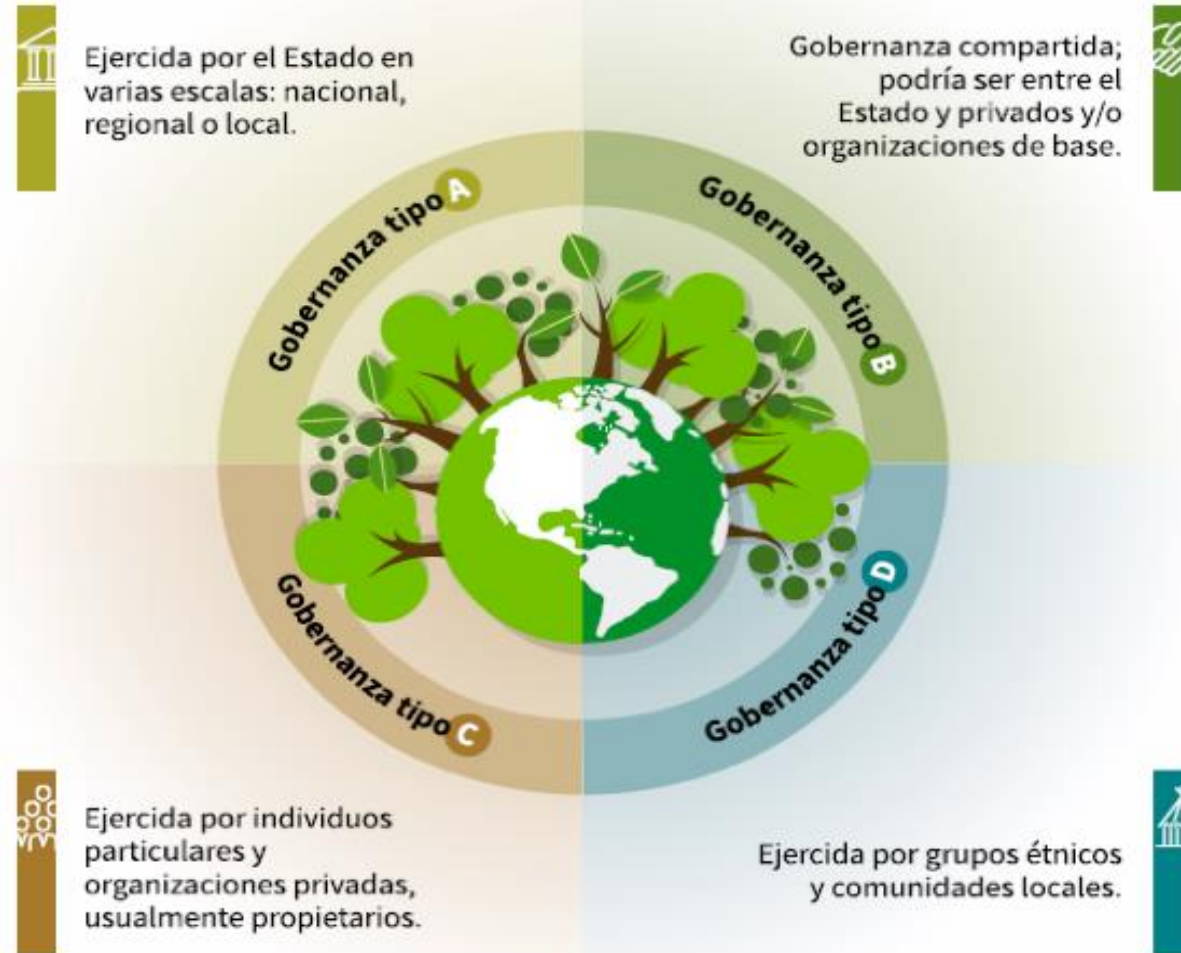 Ejercida por el Estado en
varias escalas: nacional,
regional o local.
Gobernanza compartida;
podría ser entre el
Estado y privados y/o
organizaciones de base.
Gobernanza tipo A
Gobernanza tipo B
Gobernanza tipo C
Gobernanza tipo D
Ejercida por individuos
particulares y
organizaciones privadas,
usualmente propietarios.
Ejercida por grupos étnicos
y comunidades locales.